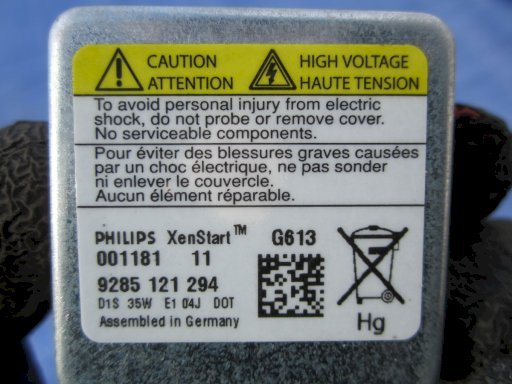 CAUTION
ATTENTION
HIGH VOLTAGE
HAUTE TENSION
To avoid personal injury from electric
shock, do not probe or remove cover.
No serviceable components.
Pour éviter des blessures graves causées
par un choc électrique, ne pas sonder
ni enlever le couvercle.
Aucun élément réparable.
PHILIPS XenStart™ G613
001181 11
9285 121 294
D1S 35W E1 04J DOT
Assembled in Germany
Hg